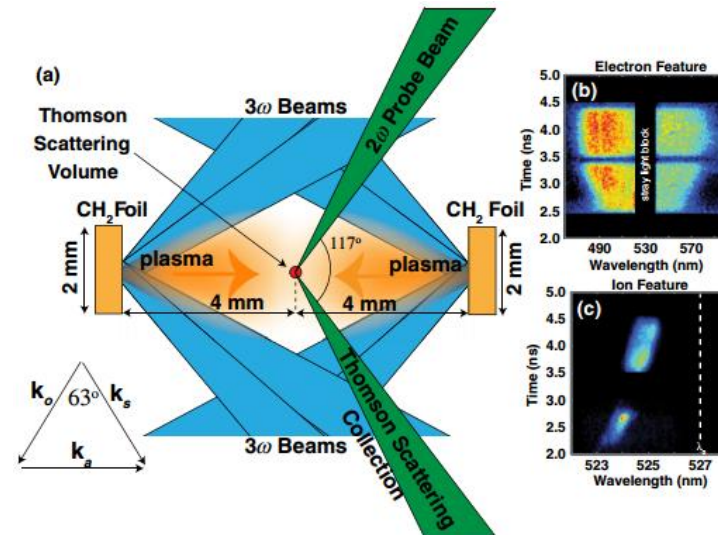 (a)
3ω Beams
2ω Probe Beam
Thomson
Scattering
Volume
CH2 Foil
CH2 Foil
2 mm
plasma
117°
plasma
2 mm
4 mm
4 mm
Thomson Scattering
Collection
3ω Beams
ko
63°
ks
ka
Electron Feature
(b)
5.0
4.5
4.0
3.5
3.0
2.5
2.0
Time (ns)
stray light block
490
530
570
Wavelength (nm)
Ion Feature
(c)
5.0
4.5
4.0
3.5
3.0
2.5
2.0
Time (ns)
523
525
527
Wavelength (nm)